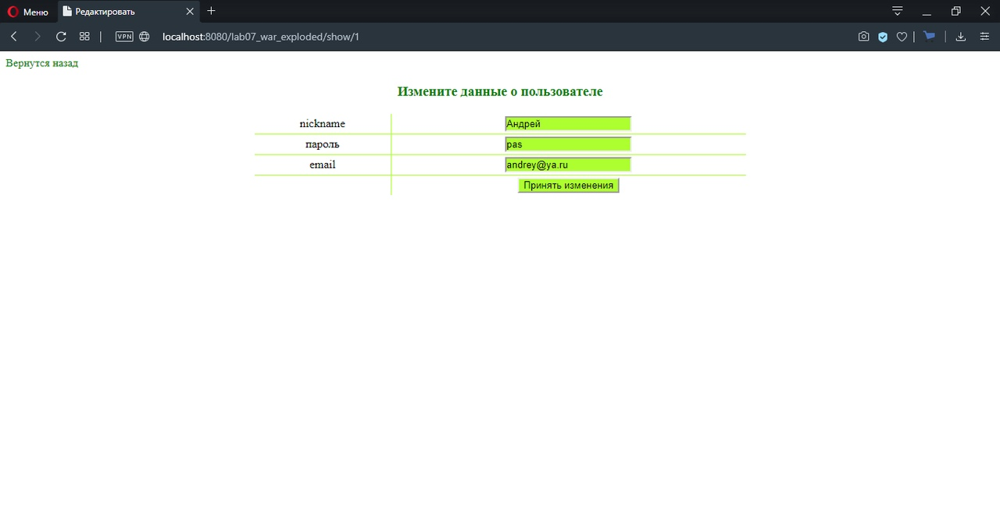 Меню
Редактировать
VPN
localhost:8080/lab07_war_exploded/show/1
Вернутся назад
Измените данные о пользователе
nickname Андрей
пароль pas
email andrey@ya.ru
Принять изменения